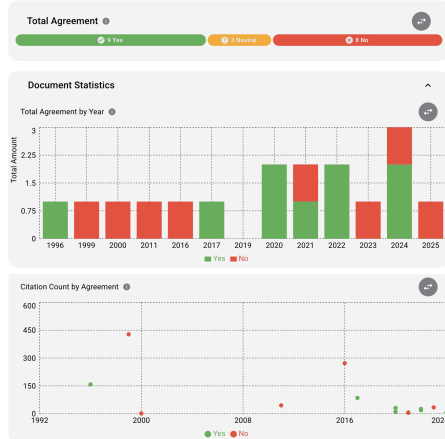 Total Agreement
9 Yes
3 Neutral
8 No
Document Statistics
Total Agreement by Year
Total Amount
3
2.25
1.5
0.75
0
1996 1999 2000 2011 2016 2017 2019 2020 2021 2022 2023 2024 2025
Yes No
Citation Count by Agreement
600
450
300
150
0
1992 2000 2008 2016 202
Yes No